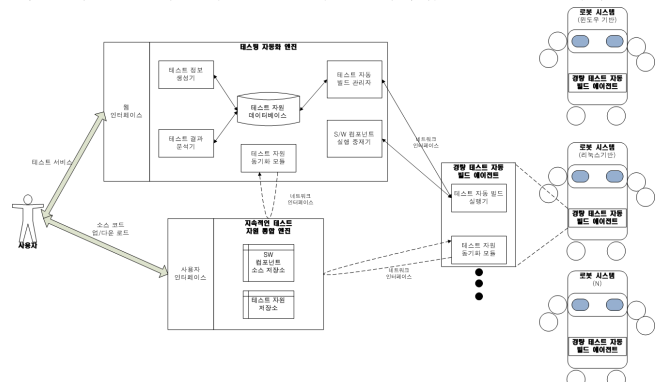 테스팅 자동화 엔진
웹
인터페이스
테스트 정보
생성기
테스트 자원
데이터베이스
테스트 자동
빌드 관리자
테스트 결과
분석기
테스트 자원
동기화 모듈
S/W 컴포넌트
실행 중재기
테스트 서비스
사용자
소스 코드
업/다운 로드
네트워크
인터페이스
네트워크
인터페이스
네트워크
인터페이스
사용자
인터페이스
지속적인 테스트
자원 통합 엔진
SW
컴포넌트
소스 저장소
테스트 자원
저장소
경량 테스트 자동
빌드 에이전트
테스트 자동 빌드
실행기
테스트 자원
동기화 모듈
로봇 시스템
(윈도우 기반)
경량 테스트 자동
빌드 에이전트
로봇 시스템
(리눅스기반)
경량 테스트 자동
빌드 에이전트
로봇 시스템
(N)
경량 테스트 자동
빌드 에이전트